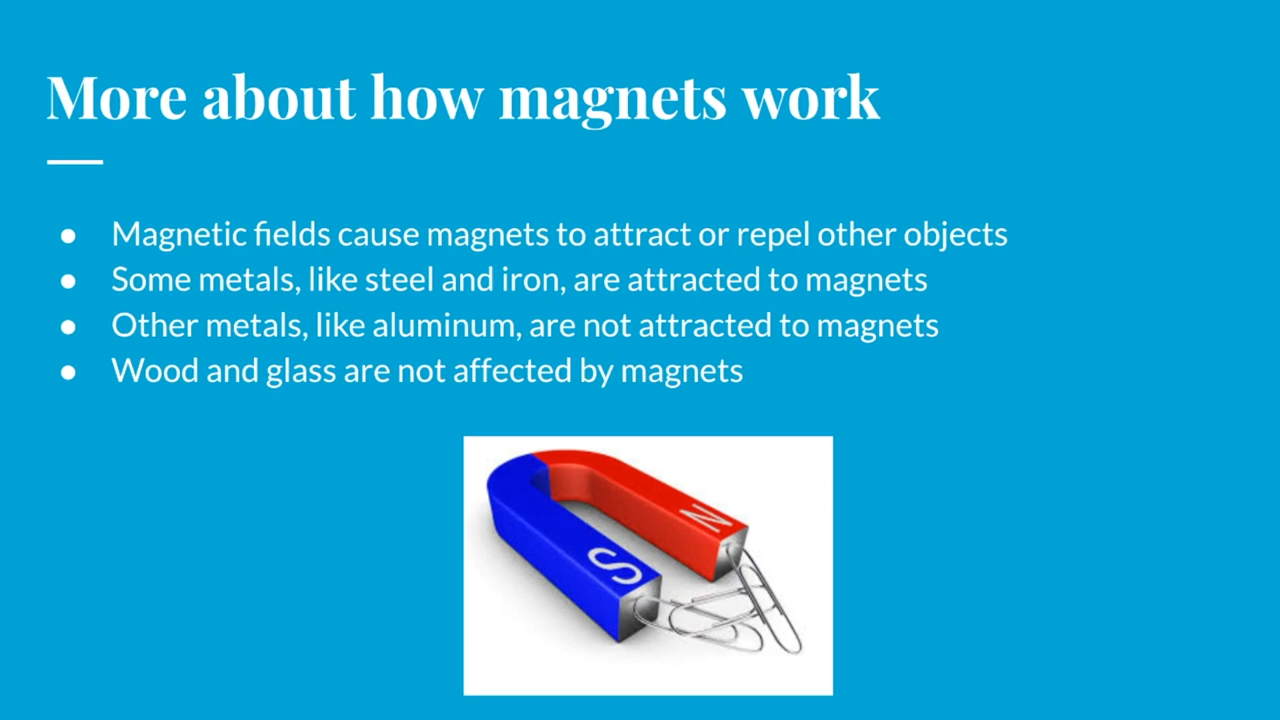 More about how magnets work
● Magnetic fields cause magnets to attract or repel other objects
● Some metals, like steel and iron, are attracted to magnets
● Other metals, like aluminum, are not attracted to magnets
● Wood and glass are not affected by magnets
N
S